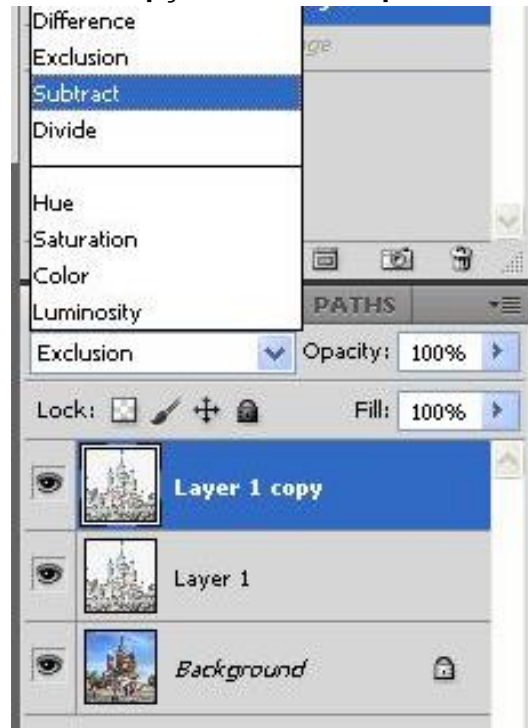 Difference
Exclusion
Subtract
Divide
Hue
Saturation
Color
Luminosity
PATHS
Exclusion Opacity: 100%
Lock: Fill: 100%
Layer 1 copy
Layer 1
Background